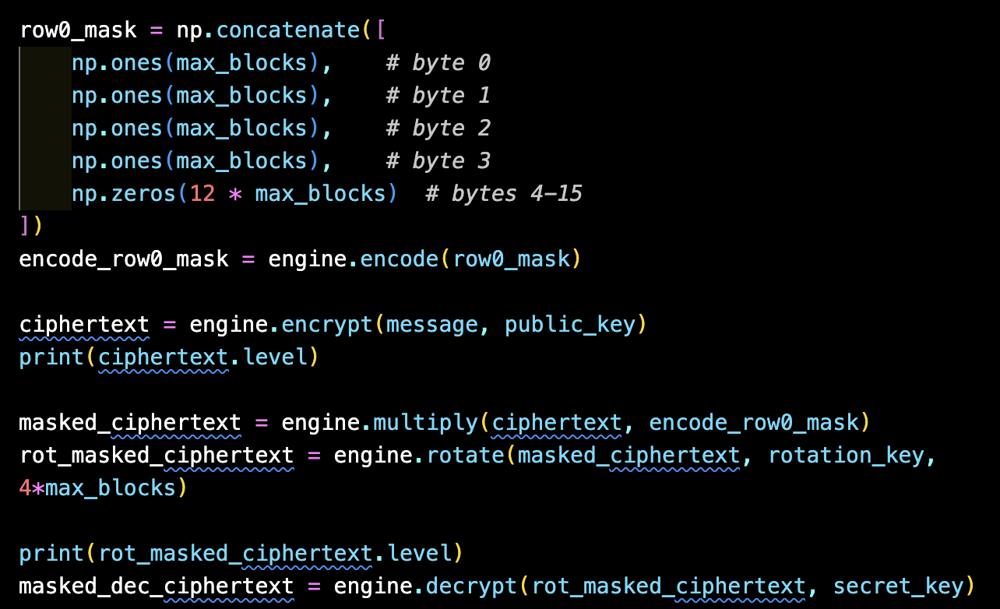 row0_mask = np.concatenate([
    np.ones(max_blocks),    # byte 0
    np.ones(max_blocks),    # byte 1
    np.ones(max_blocks),    # byte 2
    np.ones(max_blocks),    # byte 3
    np.zeros(12 * max_blocks)  # bytes 4–15
])
encode_row0_mask = engine.encode(row0_mask)

ciphertext = engine.encrypt(message, public_key)
print(ciphertext.level)

masked_ciphertext = engine.multiply(ciphertext, encode_row0_mask)
rot_masked_ciphertext = engine.rotate(masked_ciphertext, rotation_key,
4*max_blocks)

print(rot_masked_ciphertext.level)
masked_dec_ciphertext = engine.decrypt(rot_masked_ciphertext, secret_key)